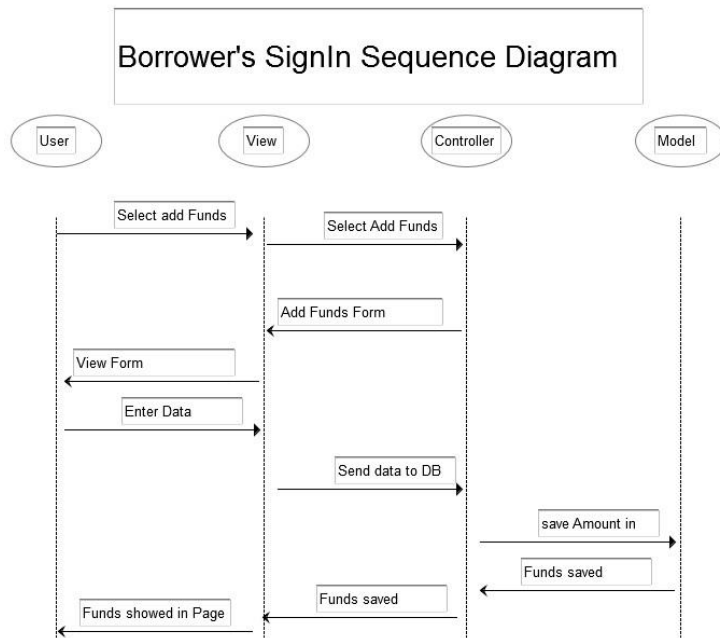 Borrower's SignIn Sequence Diagram
User
View
Controller
Model
Select add Funds
Select Add Funds
Add Funds Form
View Form
Enter Data
Send data to DB
save Amount in
Funds saved
Funds saved
Funds showed in Page